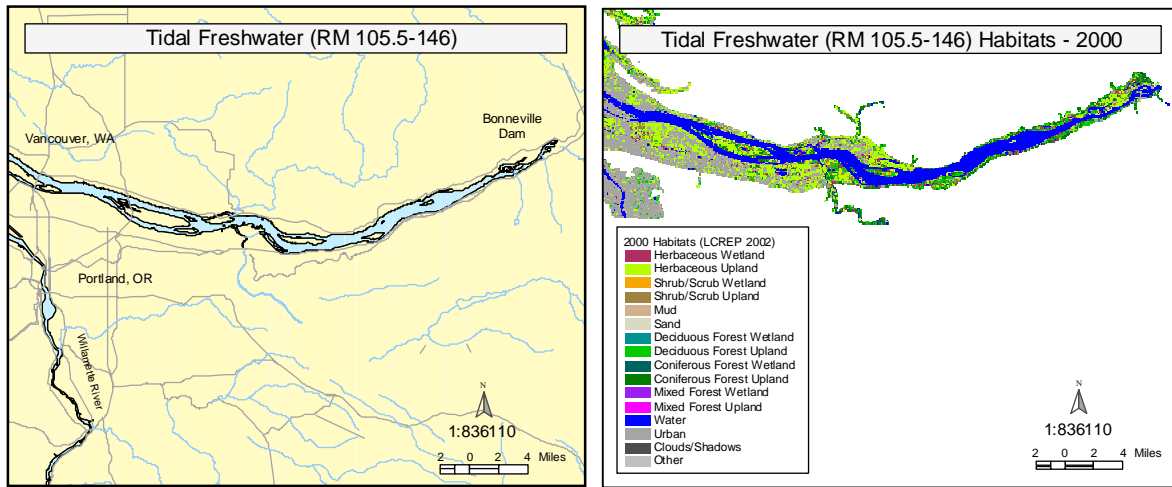 Tidal Freshwater (RM 105.5-146)
Bonneville
Dam
Vancouver, WA
Portland, OR
Willamette River
N
1:836110
2 0 2 4 Miles
Tidal Freshwater (RM 105.5-146) Habitats - 2000
2000 Habitats (LCREP 2002)
Herbaceous Wetland
Herbaceous Upland
Shrub/Scrub Wetland
Shrub/Scrub Upland
Mud
Sand
Deciduous Forest Wetland
Deciduous Forest Upland
Coniferous Forest Wetland
Coniferous Forest Upland
Mixed Forest Wetland
Mixed Forest Upland
Water
Urban
Clouds/Shadows
Other
N
1:836110
2 0 2 4 Miles